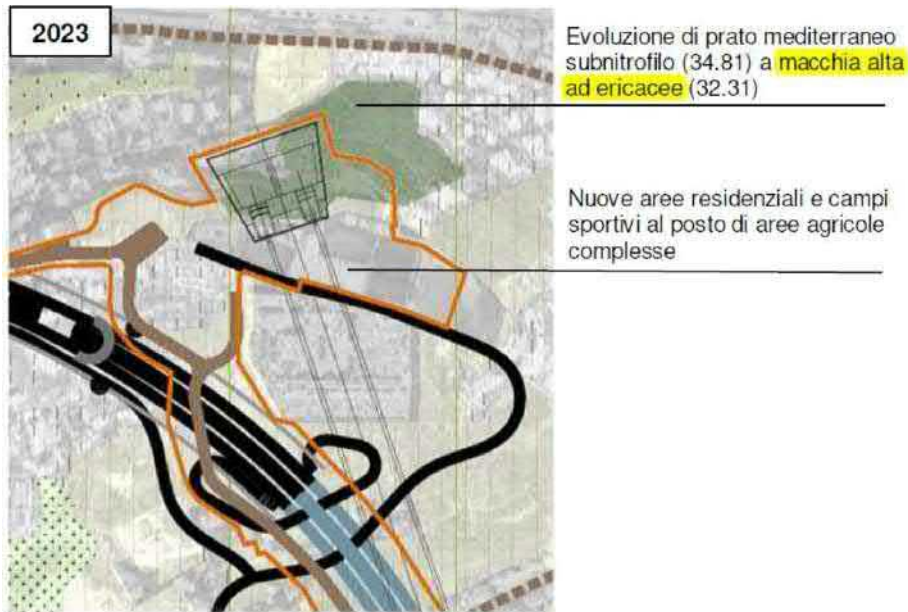 2023
Evoluzione di prato mediterraneo
subnitrofilo (34.81) a macchia alta
ad ericacee (32.31)
Nuove aree residenziali e campi
sportivi al posto di aree agricole
complesse